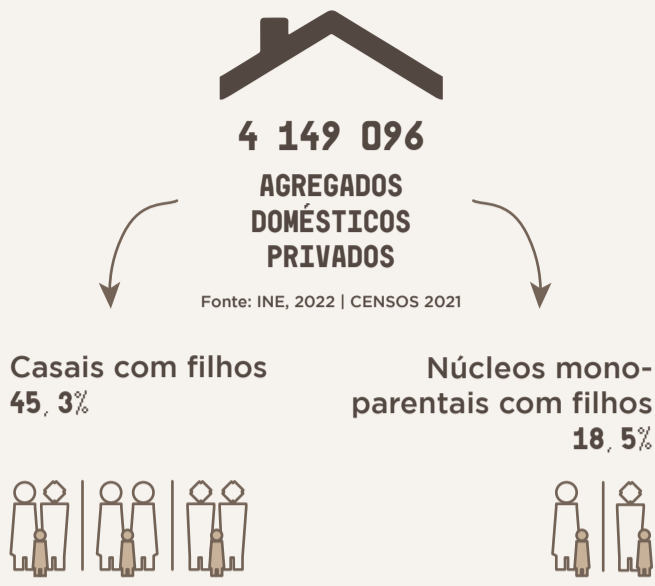 4 149 096
AGREGADOS
DOMÉSTICOS
PRIVADOS
Fonte: INE, 2022 | CENSOS 2021
Casais com filhos
45, 3%
Núcleos mono-
parentais com filhos
18, 5%